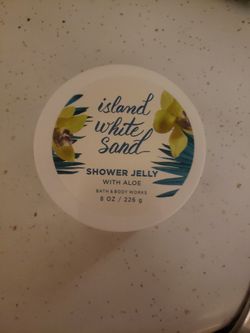 island
white
sand
SHOWER JELLY
WITH ALOE
BATH & BODY WORKS
8 OZ / 226 g